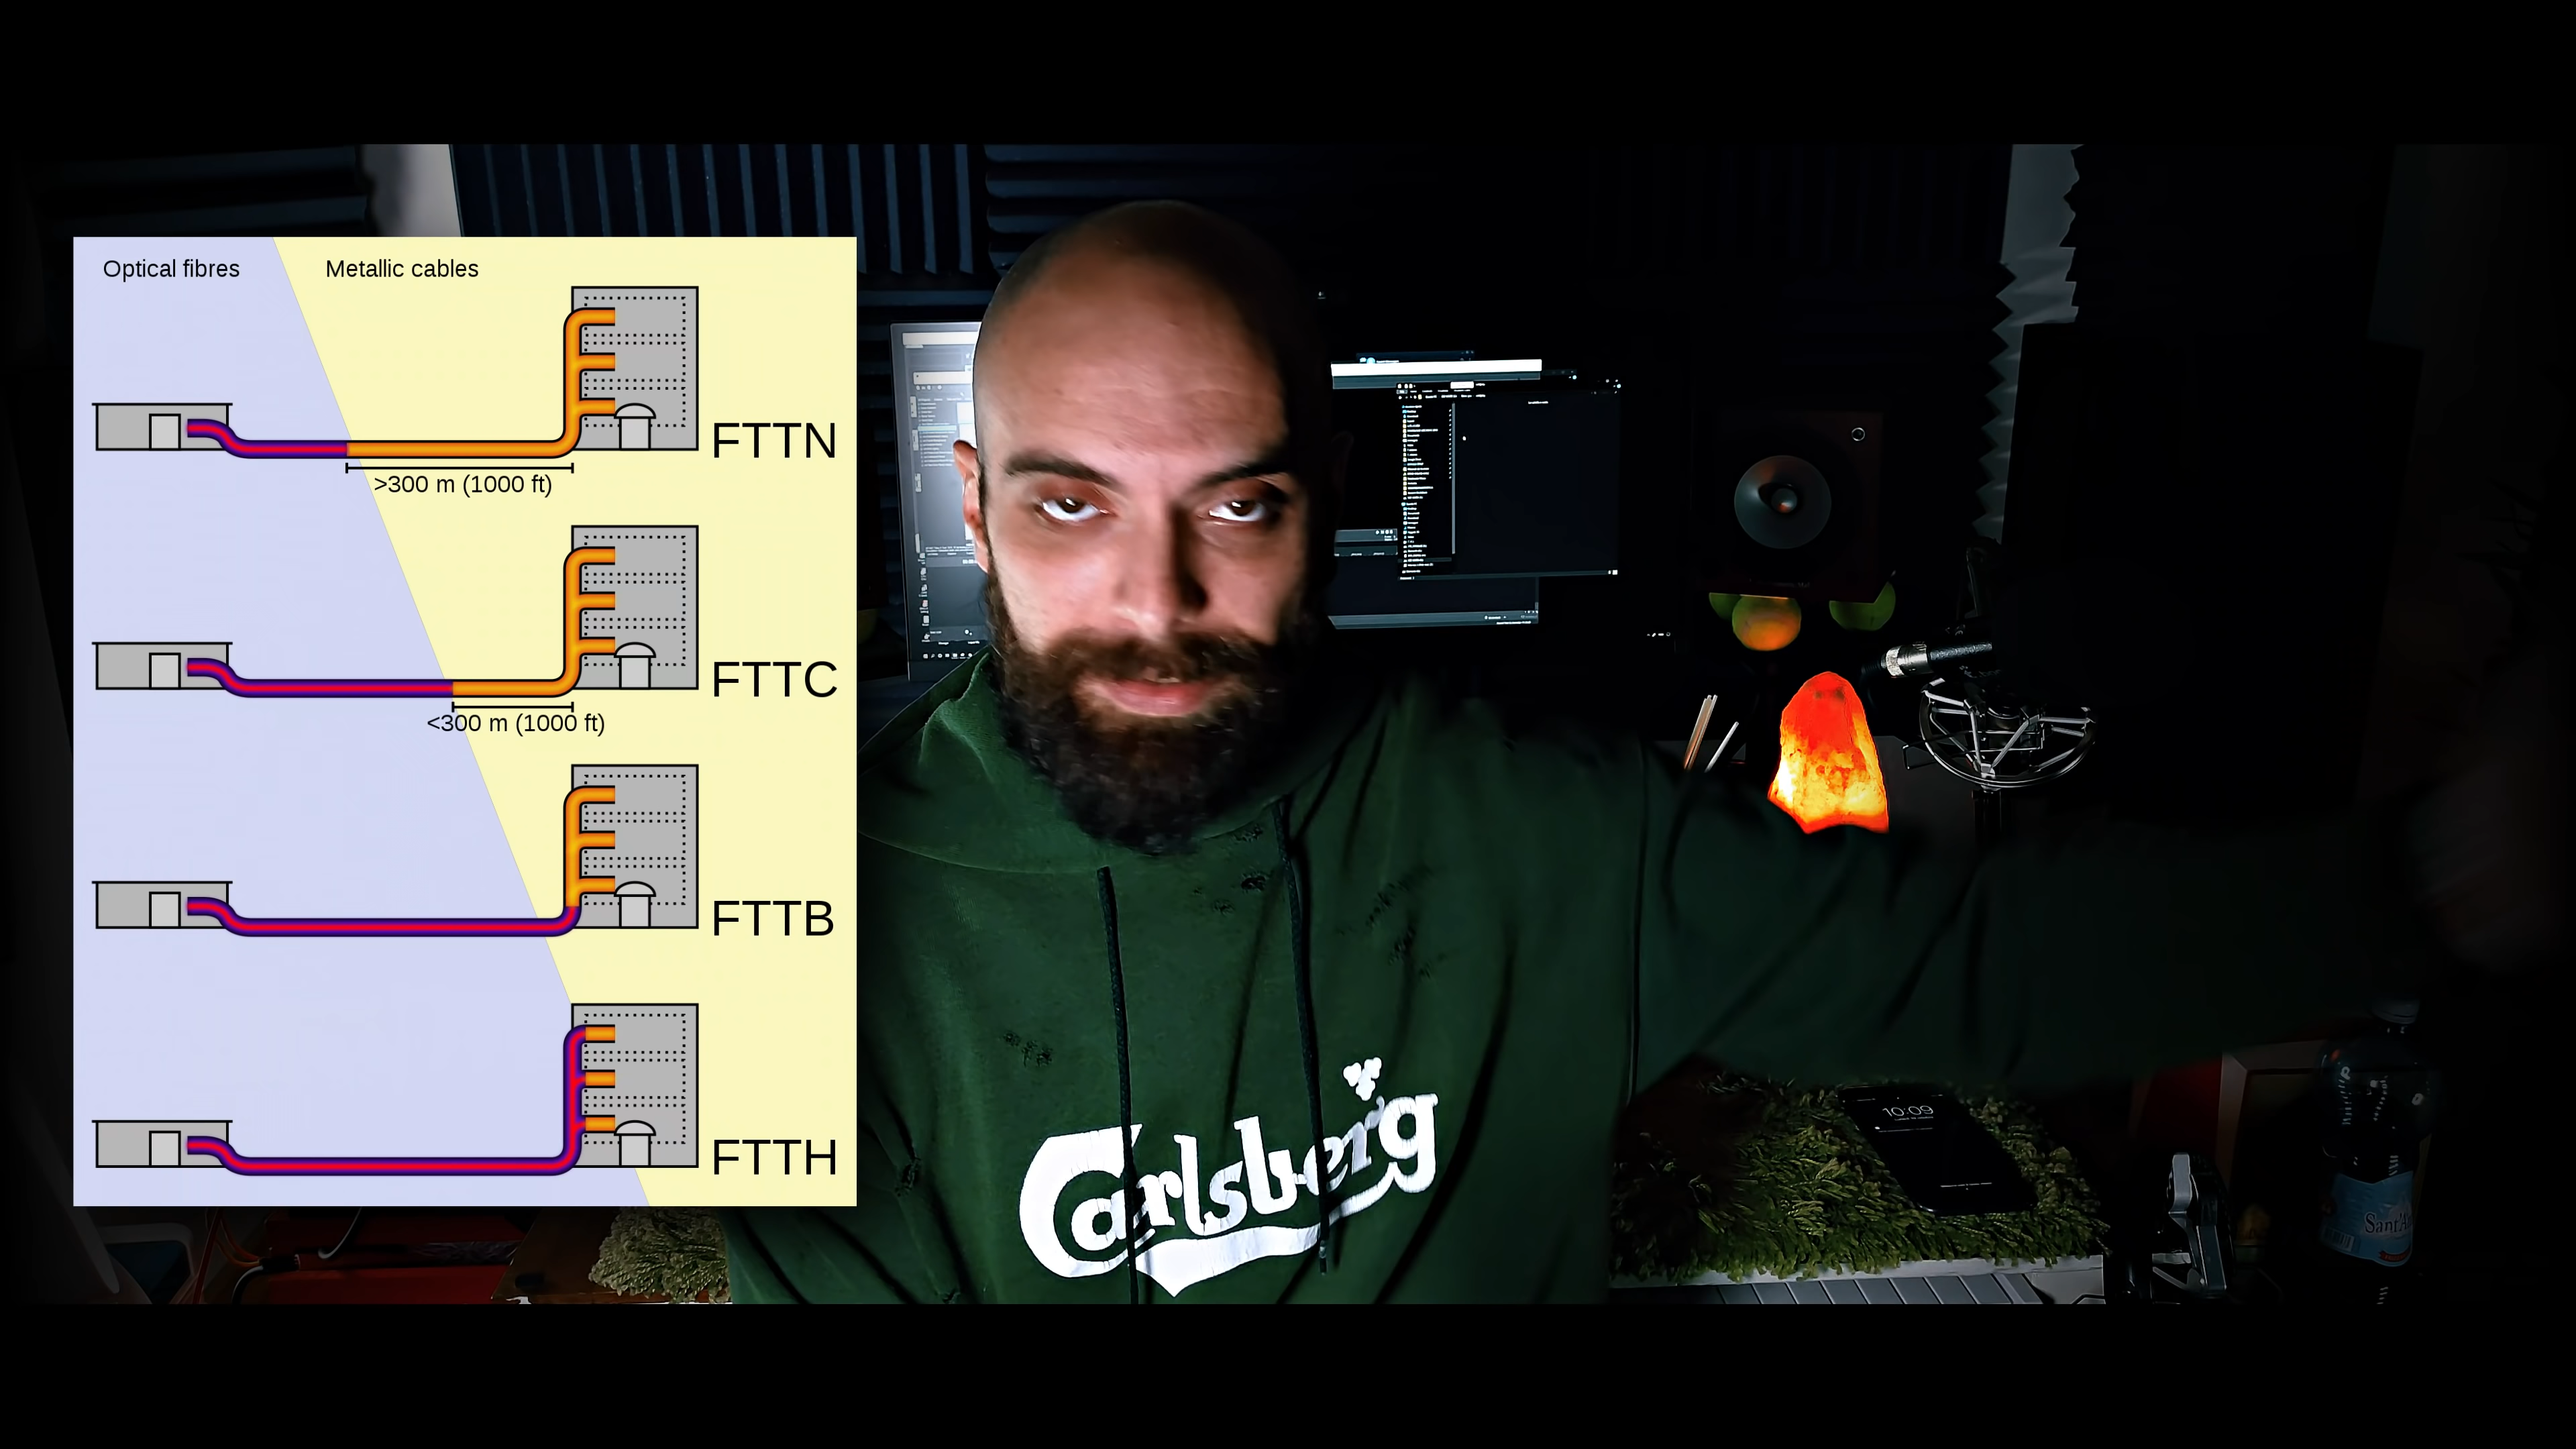 Optical fibres
Metallic cables
FTTN
>300 m (1000 ft)
FTTC
<300 m (1000 ft)
FTTB
FTTH
Carlsberg
10:09